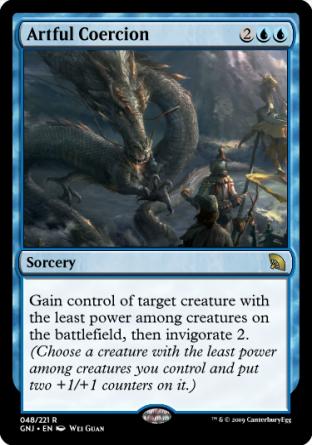 Artful Coercion 2
Sorcery
Gain control of target creature with
the least power among creatures on
the battlefield, then invigorate 2.
(Choose a creature with the least power
among creatures you control and put
two +1/+1 counters on it.)
048/221 R
GNJ • EN Wei Guan
™ & © 2019 CanterburyEgg